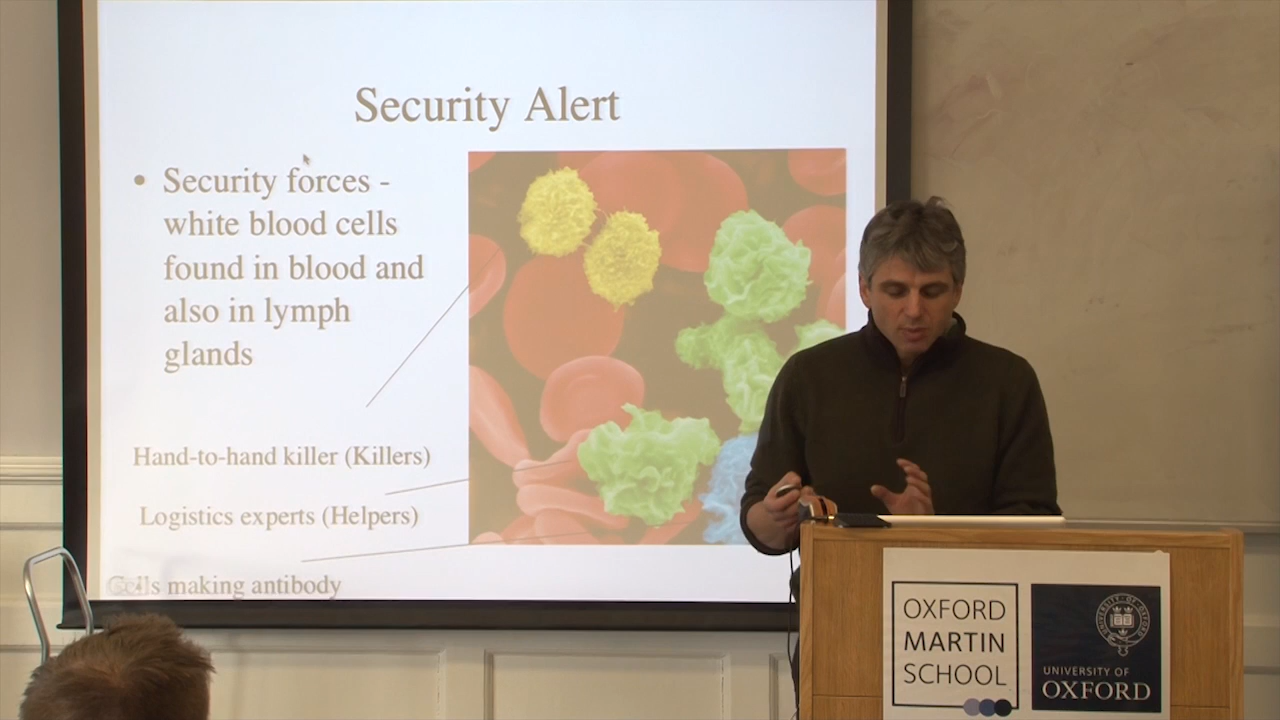 Security Alert
• Security forces -
white blood cells
found in blood and
also in lymph
glands
Hand-to-hand killer (Killers)
Logistics experts (Helpers)
Cells making antibody
OXFORD
MARTIN
SCHOOL
UNIVERSITY OF
OXFORD